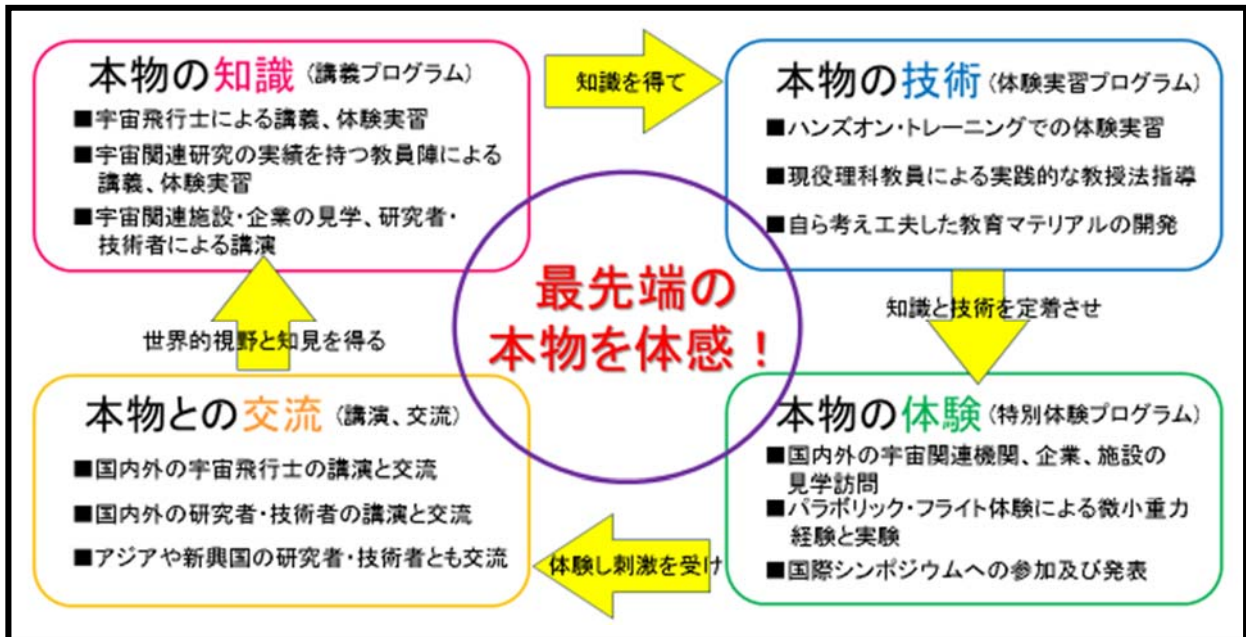 本物の知識（講義プログラム）
■宇宙飛行士による講義、体験実習
■宇宙関連研究の実績を持つ教員陣による
講義、体験実習
■宇宙関連施設・企業の見学、研究者・
技術者による講演
知識を得て
本物の技術（体験実習プログラム）
■ハンズオン・トレーニングでの体験実習
■現役理科教員による実践的な教授法指導
■自ら考え工夫した教育マテリアルの開発
最先端の
本物を体感！
知識と技術を定着させ
本物の体験（特別体験プログラム）
■国内外の宇宙関連機関、企業、施設の
見学訪問
■パラボリック・フライト体験による微小重力
経験と実験
■国際シンポジウムへの参加及び発表
体験し刺激を受け
本物との交流（講演、交流）
■国内外の宇宙飛行士の講演と交流
■国内外の研究者・技術者の講演と交流
■アジアや新興国の研究者・技術者とも交流
世界的視野と知見を得る